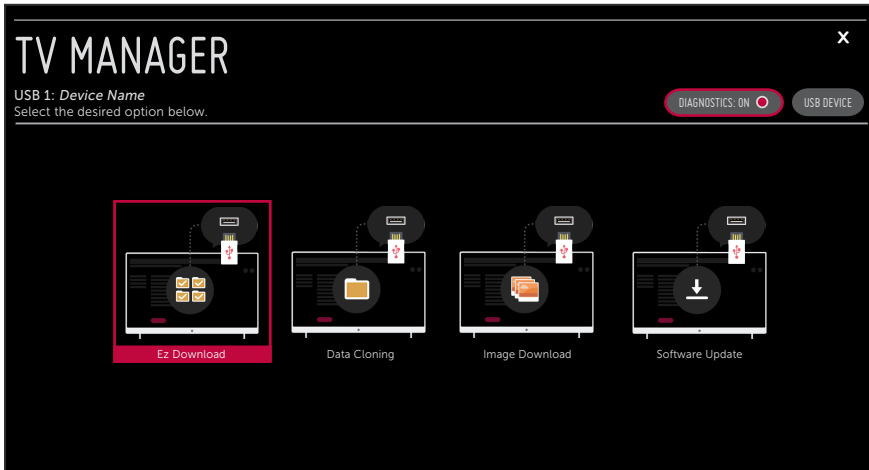 TV MANAGER
X
USB 1: Device Name
Select the desired option below.
DIAGNOSTICS: ON
USB DEVICE
Ez Download
Data Cloning
Image Download
Software Update